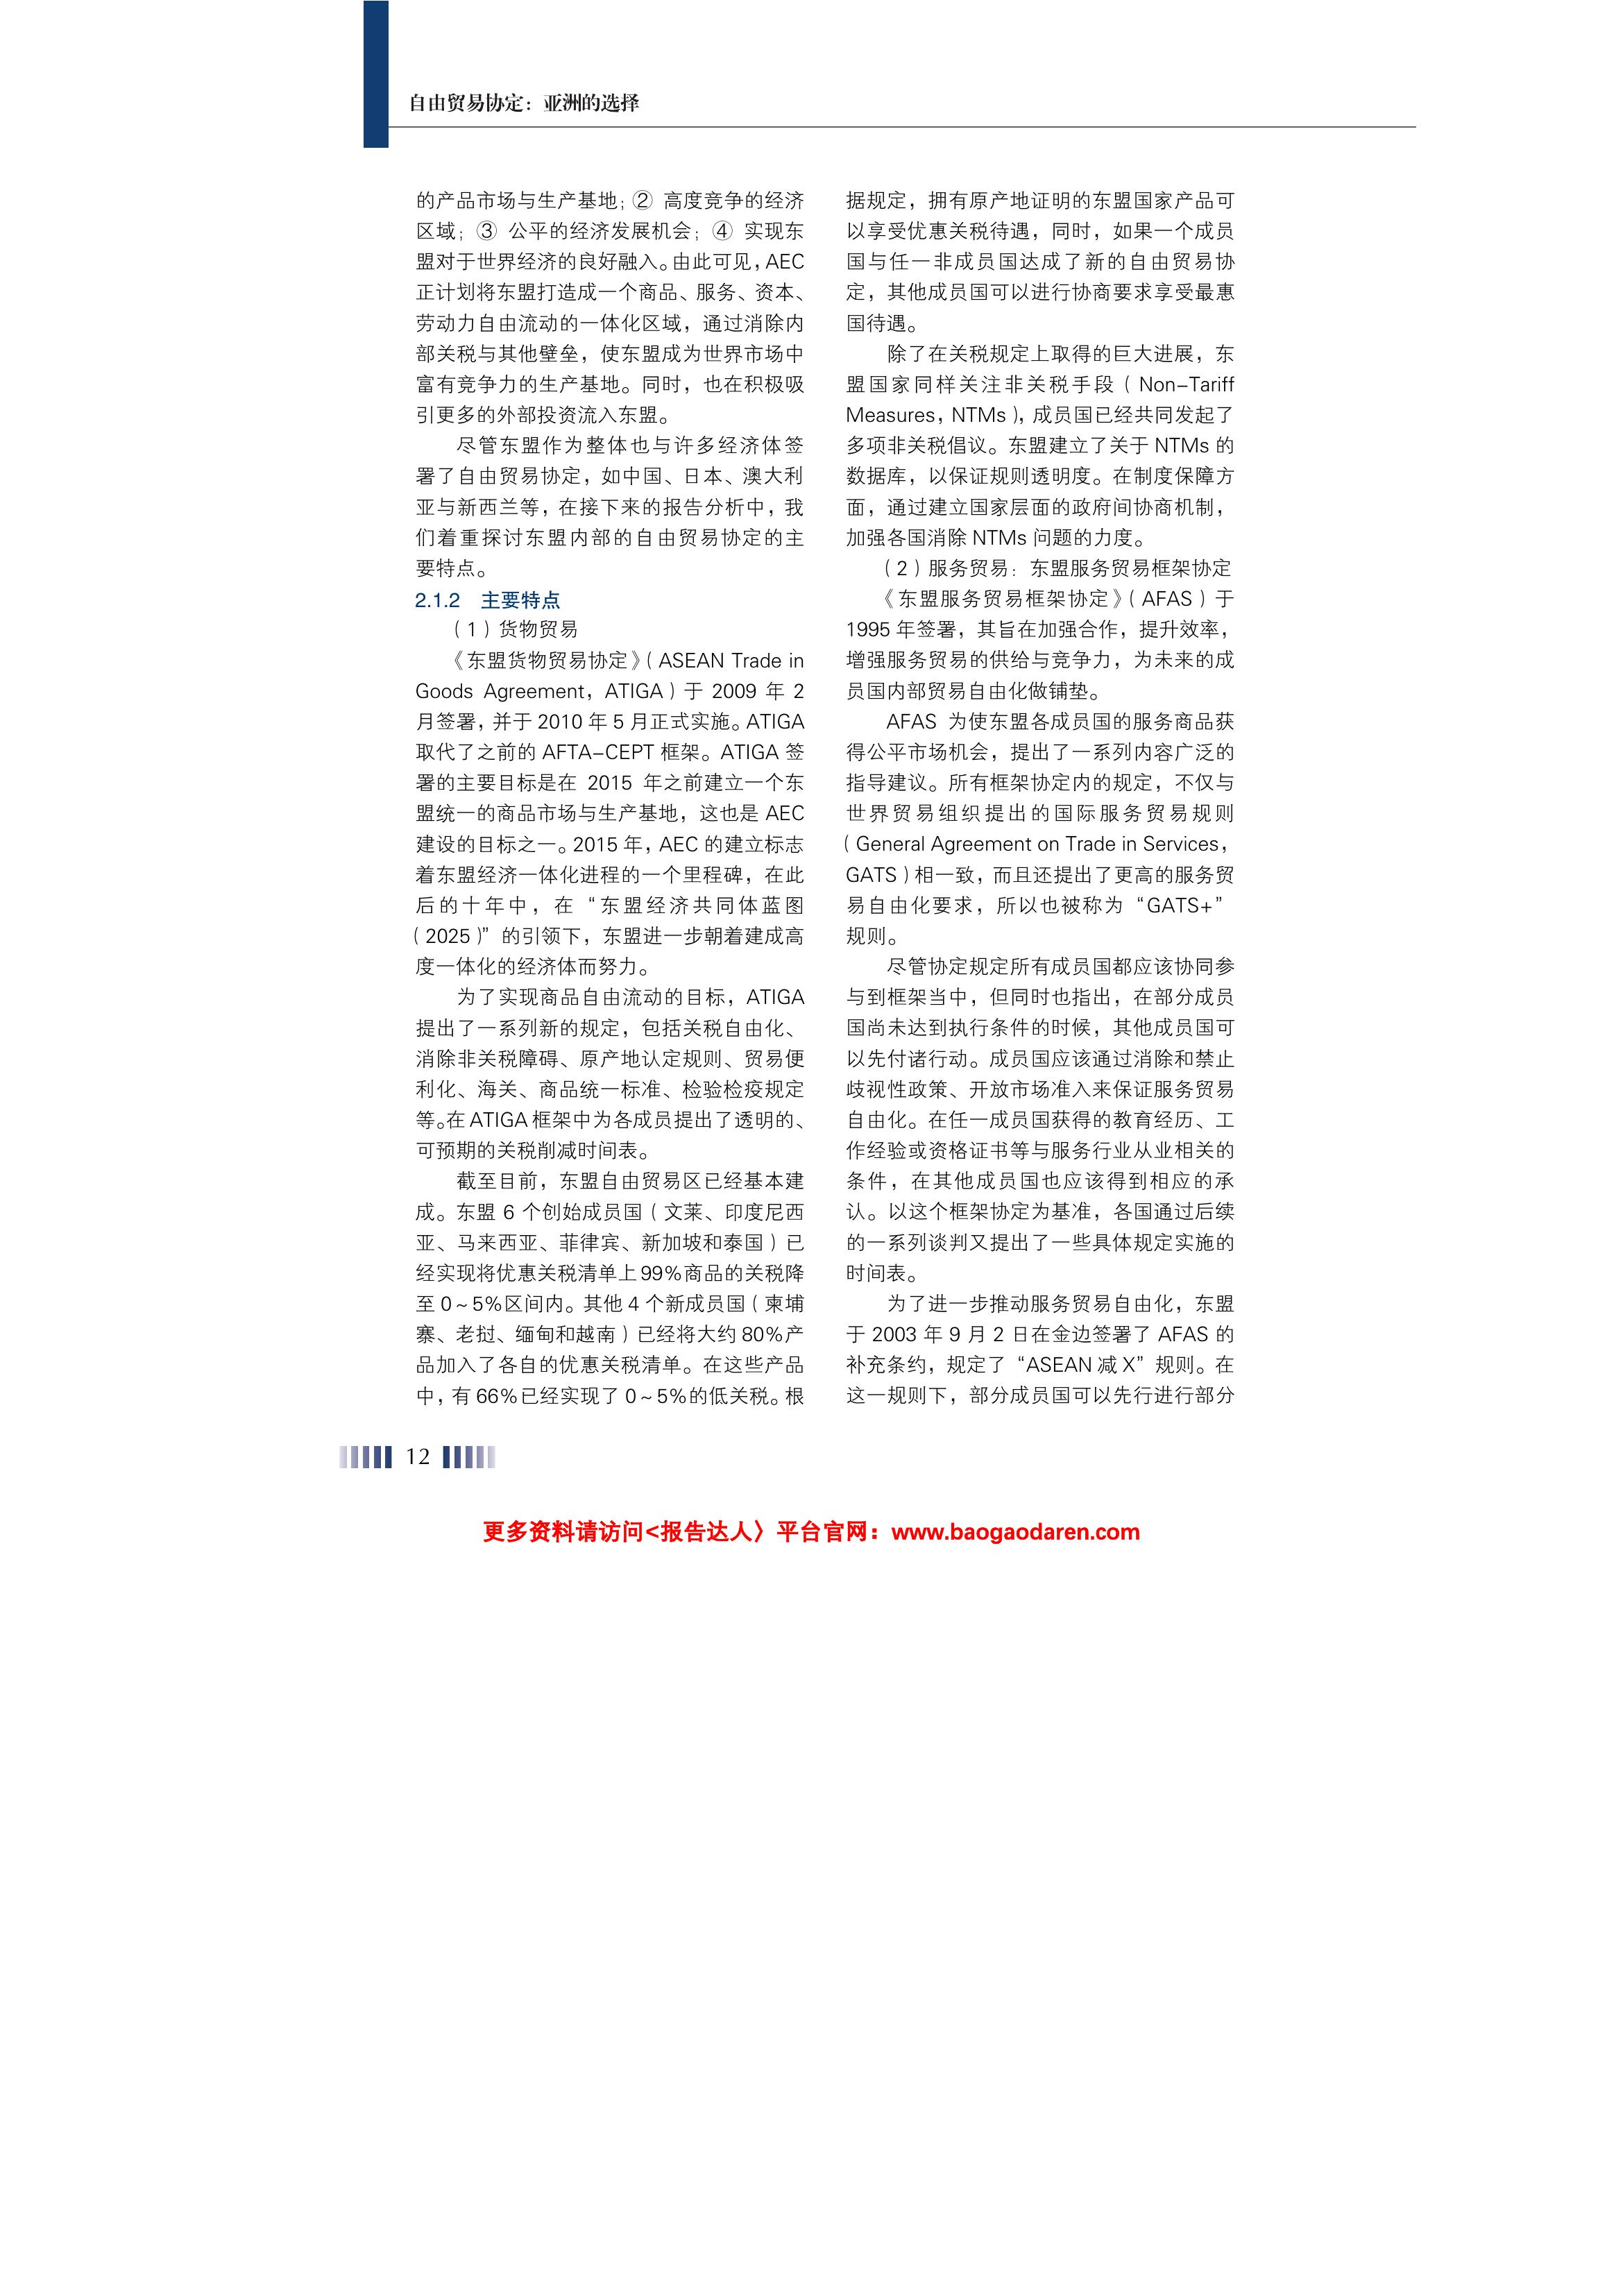 自由贸易协定：亚洲的选择
的产品市场与生产基地；② 高度竞争的经济
区域；③ 公平的经济发展机会；④ 实现东
盟对于世界经济的良好融入。由此可见，AEC
正计划将东盟打造成一个商品、服务、资本、
劳动力自由流动的一体化区域，通过消除内
部关税与其他壁垒，使东盟成为世界市场中
富有竞争力的生产基地。同时，也在积极吸
引更多的外部投资流入东盟。
尽管东盟作为整体也与许多经济体签
署了自由贸易协定，如中国、日本、澳大利
亚与新西兰等，在接下来的报告分析中，我
们着重探讨东盟内部的自由贸易协定的主
要特点。
2.1.2 主要特点
（1）货物贸易
《东盟货物贸易协定》（ASEAN Trade in
Goods Agreement，ATIGA）于 2009 年 2
月签署，并于 2010 年 5 月正式实施。ATIGA
取代了之前的 AFTA–CEPT 框架。ATIGA 签
署的主要目标是在 2015 年之前建立一个东
盟统一的商品市场与生产基地，这也是 AEC
建设的目标之一。2015 年，AEC 的建立标志
着东盟经济一体化进程的一个里程碑，在此
后的十年中，在“东盟经济共同体蓝图
（2025）”的引领下，东盟进一步朝着建成高
度一体化的经济体而努力。
为了实现商品自由流动的目标，ATIGA
提出了一系列新的规定，包括关税自由化、
消除非关税障碍、原产地认定规则、贸易便
利化、海关、商品统一标准、检验检疫规定
等。在 ATIGA 框架中为各成员提出了透明的、
可预期的关税削减时间表。
截至目前，东盟自由贸易区已经基本建
成。东盟 6 个创始成员国（文莱、印度尼西
亚、马来西亚、菲律宾、新加坡和泰国）已
经实现将优惠关税清单上 99%商品的关税降
至 0～5%区间内。其他 4 个新成员国（柬埔
寨、老挝、缅甸和越南）已经将大约 80%产
品加入了各自的优惠关税清单。在这些产品
中，有 66%已经实现了 0～5%的低关税。根
据规定，拥有原产地证明的东盟国家产品可
以享受优惠关税待遇，同时，如果一个成员
国与任一非成员国达成了新的自由贸易协
定，其他成员国可以进行协商要求享受最惠
国待遇。
除了在关税规定上取得的巨大进展，东
盟国家同样关注非关税手段（Non–Tariff
Measures，NTMs），成员国已经共同发起了
多项非关税倡议。东盟建立了关于 NTMs 的
数据库，以保证规则透明度。在制度保障方
面，通过建立国家层面的政府间协商机制，
加强各国消除 NTMs 问题的力度。
（2）服务贸易：东盟服务贸易框架协定
《东盟服务贸易框架协定》（AFAS）于
1995 年签署，其旨在加强合作，提升效率，
增强服务贸易的供给与竞争力，为未来的成
员国内部贸易自由化做铺垫。
AFAS 为使东盟各成员国的服务商品获
得公平市场机会，提出了一系列内容广泛的
指导建议。所有框架协定内的规定，不仅与
世界贸易组织提出的国际服务贸易规则
（General Agreement on Trade in Services，
GATS）相一致，而且还提出了更高的服务贸
易自由化要求，所以也被称为“GATS+”
规则。
尽管协定规定所有成员国都应该协同参
与到框架当中，但同时也指出，在部分成员
国尚未达到执行条件的时候，其他成员国可
以先付诸行动。成员国应该通过消除和禁止
歧视性政策、开放市场准入来保证服务贸易
自由化。在任一成员国获得的教育经历、工
作经验或资格证书等与服务行业从业相关的
条件，在其他成员国也应该得到相应的承
认。以这个框架协定为基准，各国通过后续
的一系列谈判又提出了一些具体规定实施的
时间表。
为了进一步推动服务贸易自由化，东盟
于 2003 年 9 月 2 日在金边签署了 AFAS 的
补充条约，规定了“ASEAN 减 X”规则。在
这一规则下，部分成员国可以先行进行部分
12
更多资料请访问<报告达人〉平台官网：www.baogaodaren.com